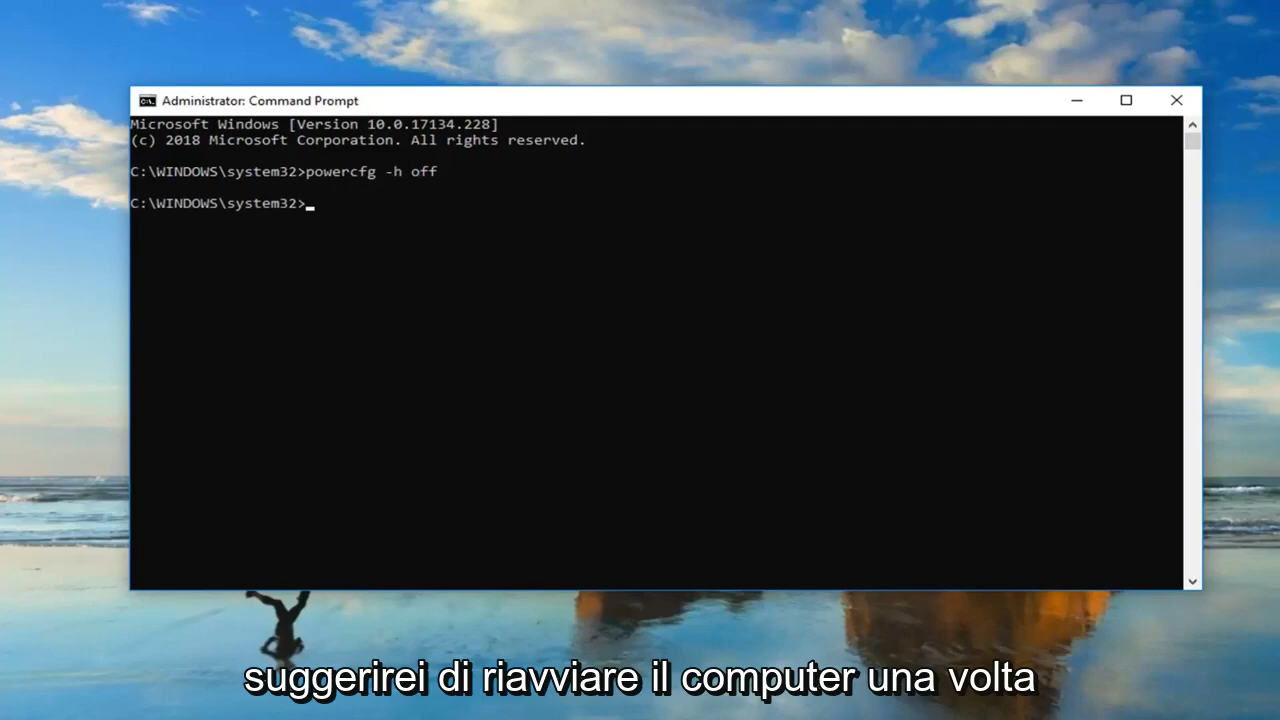 Administrator: Command Prompt
Microsoft Windows [Version 10.0.17134.228]
(c) 2018 Microsoft Corporation. All rights reserved.
C:\WINDOWS\system32>powercfg -h off
C:\WINDOWS\system32>
suggerirei di riavviare il computer una volta